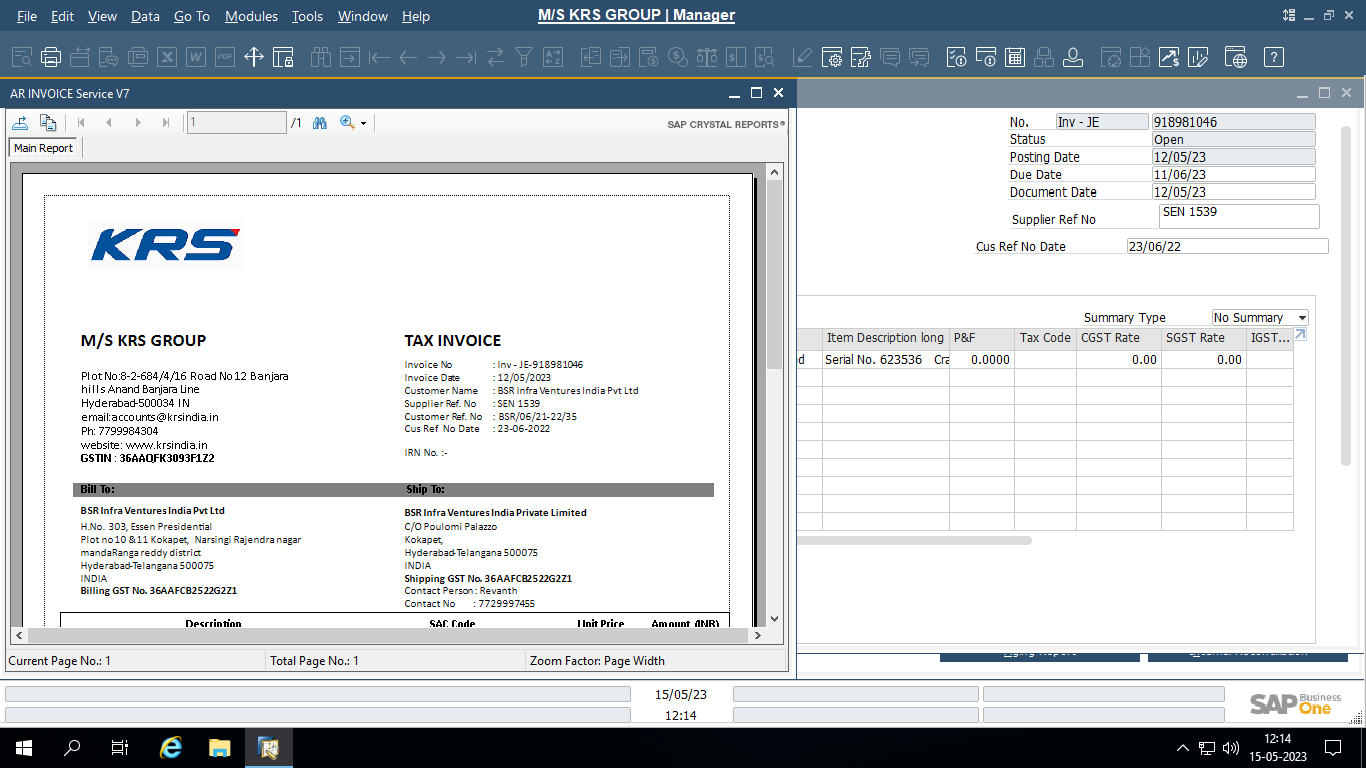 File Edit View Data Go To Modules Tools Window Help
M/S KRS GROUP | Manager
AR INVOICE Service V7
1 /1
SAP CRYSTAL REPORTS®
Main Report
KRS
M/S KRS GROUP
Plot No:8-2-684/4/16 Road No12 Banjara
hills Anand Banjara Line
Hyderabad-500034 IN
email:accounts@krsindia.in
Ph: 7799984304
website: www.krsindia.in
GSTIN : 36AAQFK3093F1Z2
TAX INVOICE
Invoice No : Inv - JE-918981046
Invoice Date : 12/05/2023
Customer Name : BSR Infra Ventures India Pvt Ltd
Supplier Ref. No : SEN 1539
Customer Ref. No : BSR/06/21-22/35
Cus Ref No Date : 23-06-2022
IRN No. :-
Bill To: Ship To:
BSR Infra Ventures India Pvt Ltd
H.No. 303, Essen Presidential
Plot no 10 &11 Kokapet, Narsingi Rajendra nagar
mandaRanga reddy district
Hyderabad-Telangana 500075
INDIA
Billing GST No. 36AAFCB2522G2Z1
BSR Infra Ventures India Private Limited
C/O Poulomi Palazzo
Kokapet,
Hyderabad-Telangana 500075
INDIA
Shipping GST No. 36AAFCB2522G2Z1
Contact Person : Revanth
Contact No : 7729997455
Description SAC Code Unit Price Amount (INR)
Current Page No.: 1 Total Page No.: 1 Zoom Factor: Page Width
No. Inv - JE 918981046
Status Open
Posting Date 12/05/23
Due Date 11/06/23
Document Date 12/05/23
Supplier Ref No SEN 1539
Cus Ref No Date 23/06/22
Summary Type No Summary
Item Description long P&F Tax Code CGST Rate SGST Rate IGST...
d Serial No. 623536 Cra 0.0000 0.00 0.00
15/05/23
12:14
SAP Business One
12:14
15-05-2023